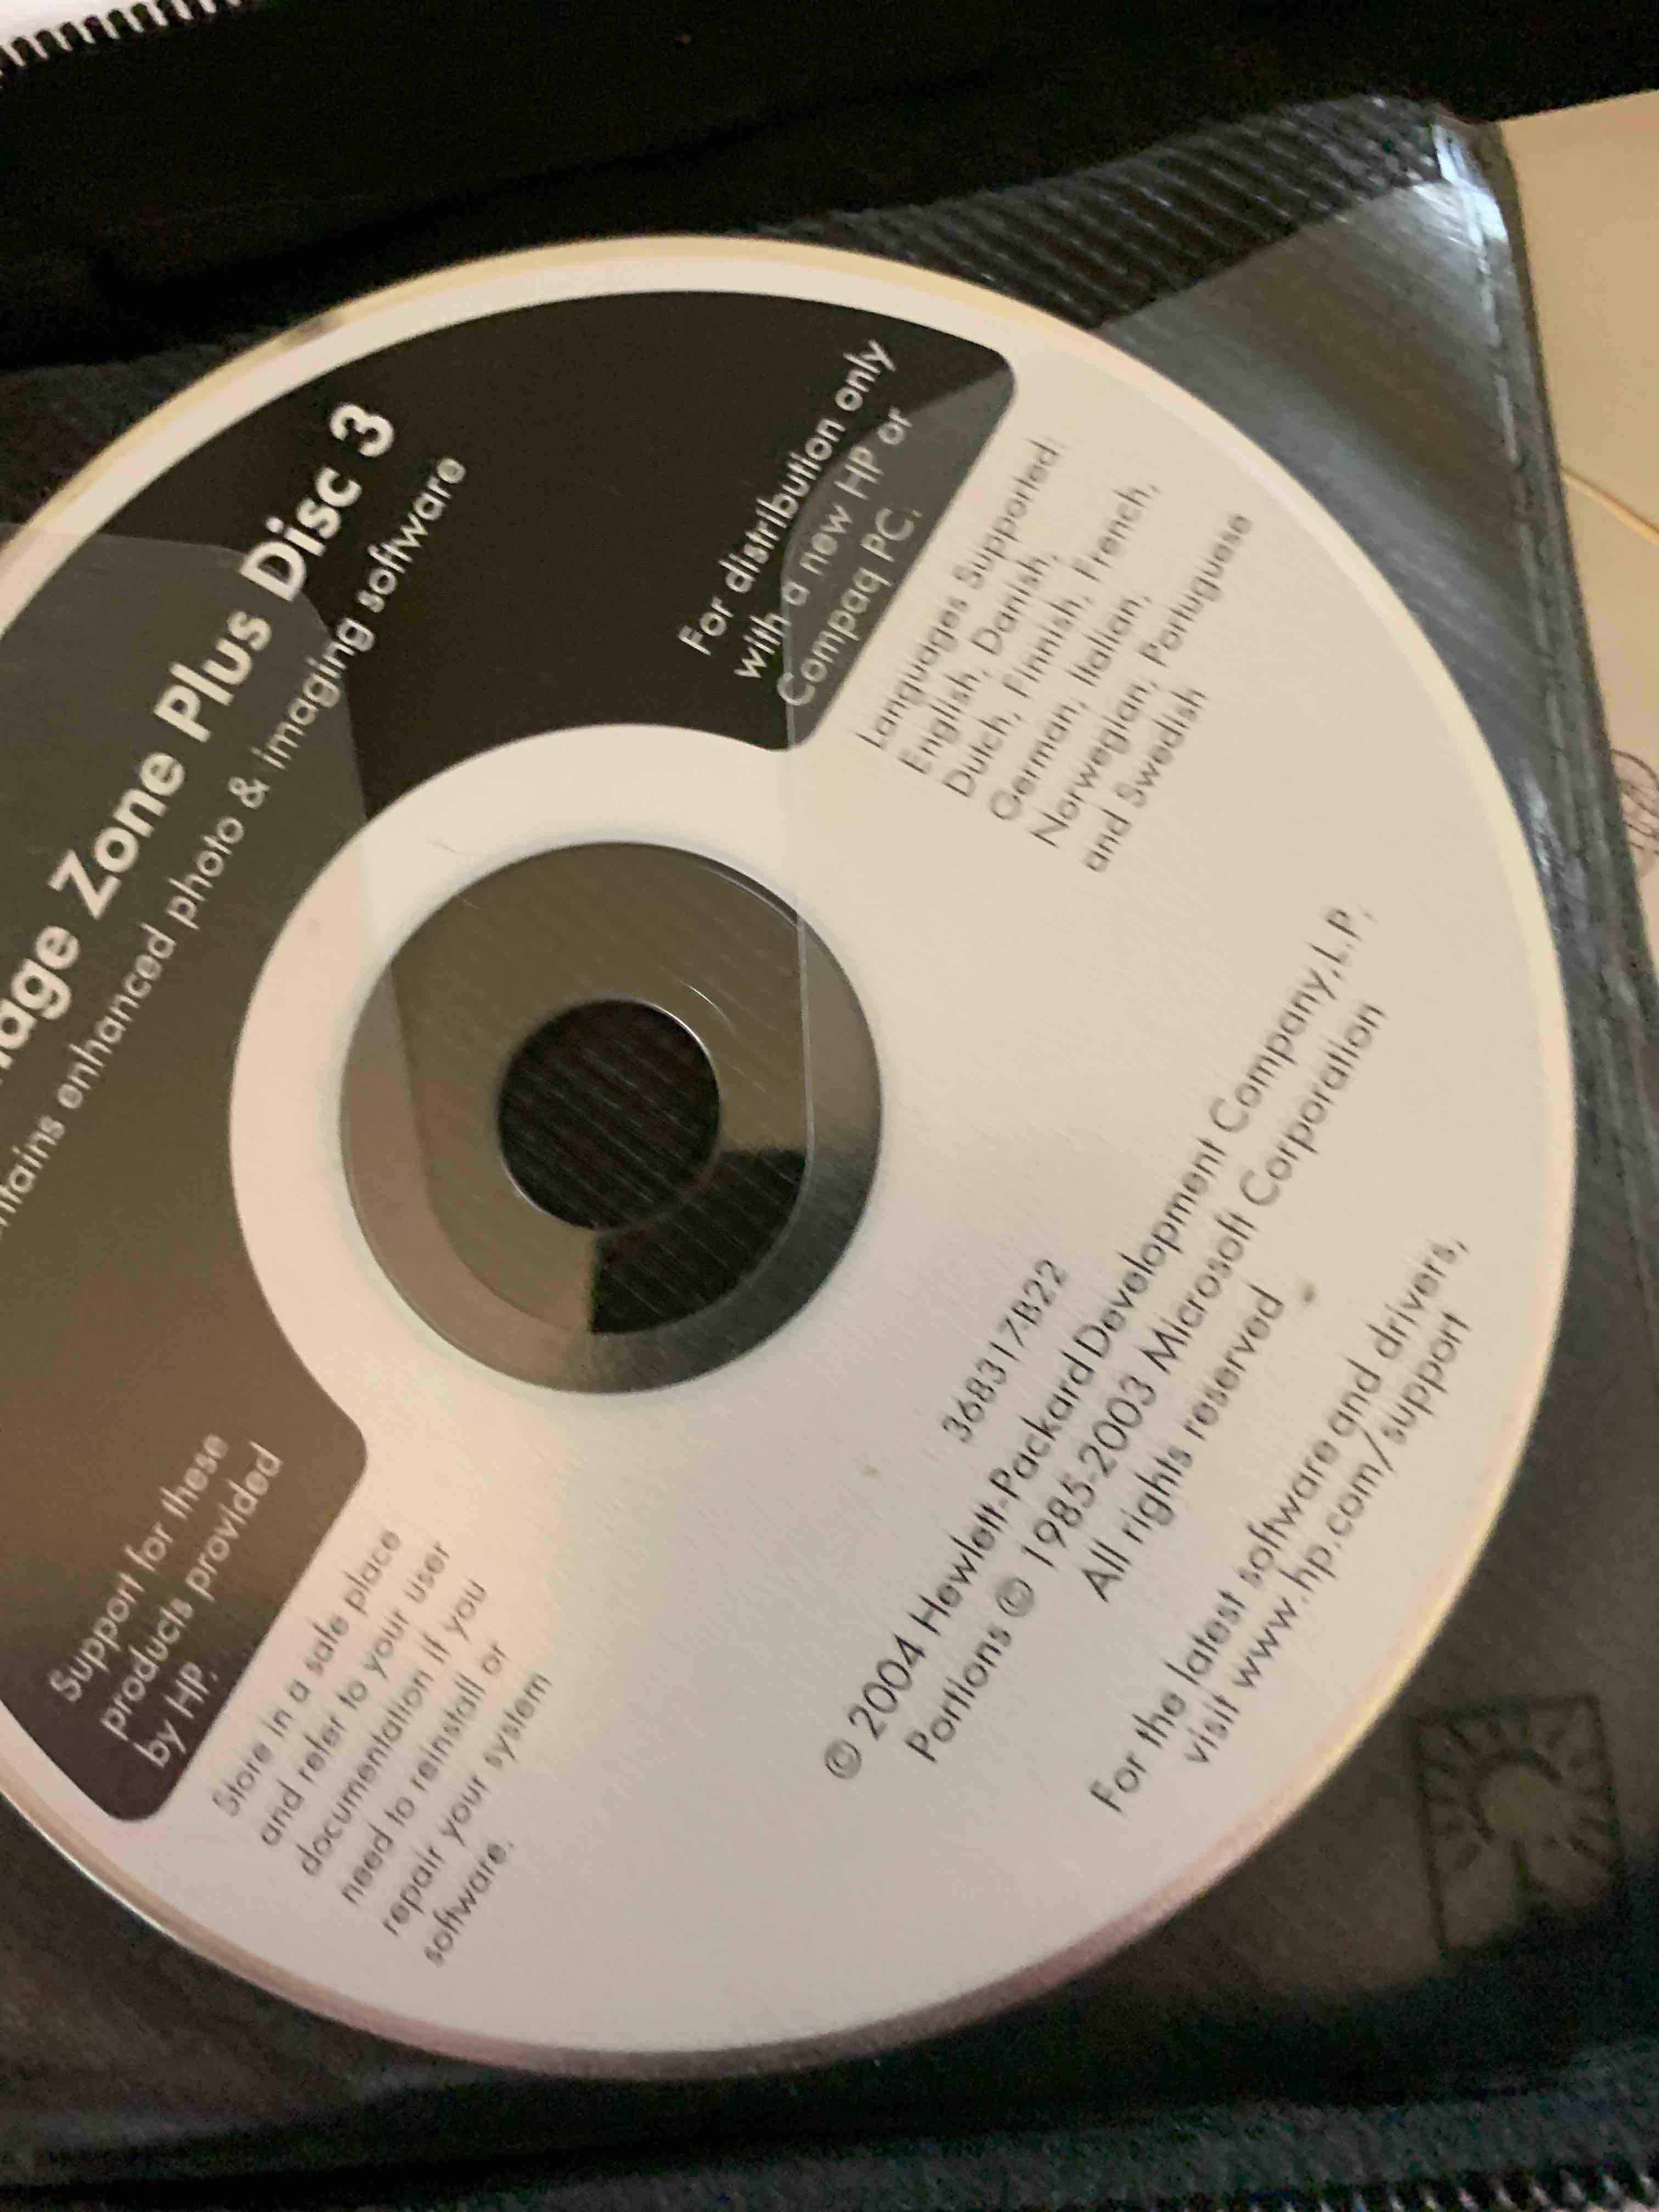 Zone Plus Disc 3
enhanced photo & imaging software
For distribution only
with a new HP or
Compaq PC.
Languages Supported:
English, Danish,
Dutch, Finnish, French,
German, Italian,
Norwegian, Portuguese
and Swedish
Support for these
products provided
by HP.
Store in a safe place
and refer to your user
documentation if you
need to reinstall or
repair your system
software.
368317-B22
© 2004 Hewlett-Packard Development Company, L.P.
Portions © 1985-2003 Microsoft Corporation
All rights reserved
For the latest software and drivers,
visit www.hp.com/support